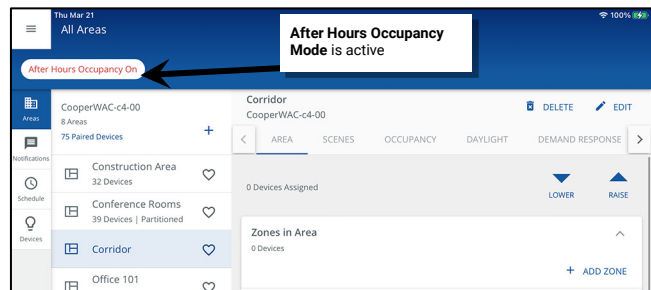 Thu Mar 21
100%
All Areas
After Hours Occupancy
Mode is active
After Hours Occupancy On
Areas
Notifications
Schedule
Devices
CooperWAC-c4-00
8 Areas
75 Paired Devices
+
Construction Area
32 Devices
Conference Rooms
39 Devices | Partitioned
Corridor
Office 101
Corridor
CooperWAC-c4-00
DELETE
EDIT
< AREA SCENES OCCUPANCY DAYLIGHT DEMAND RESPONSE >
0 Devices Assigned
LOWER RAISE
Zones in Area
0 Devices
+ ADD ZONE